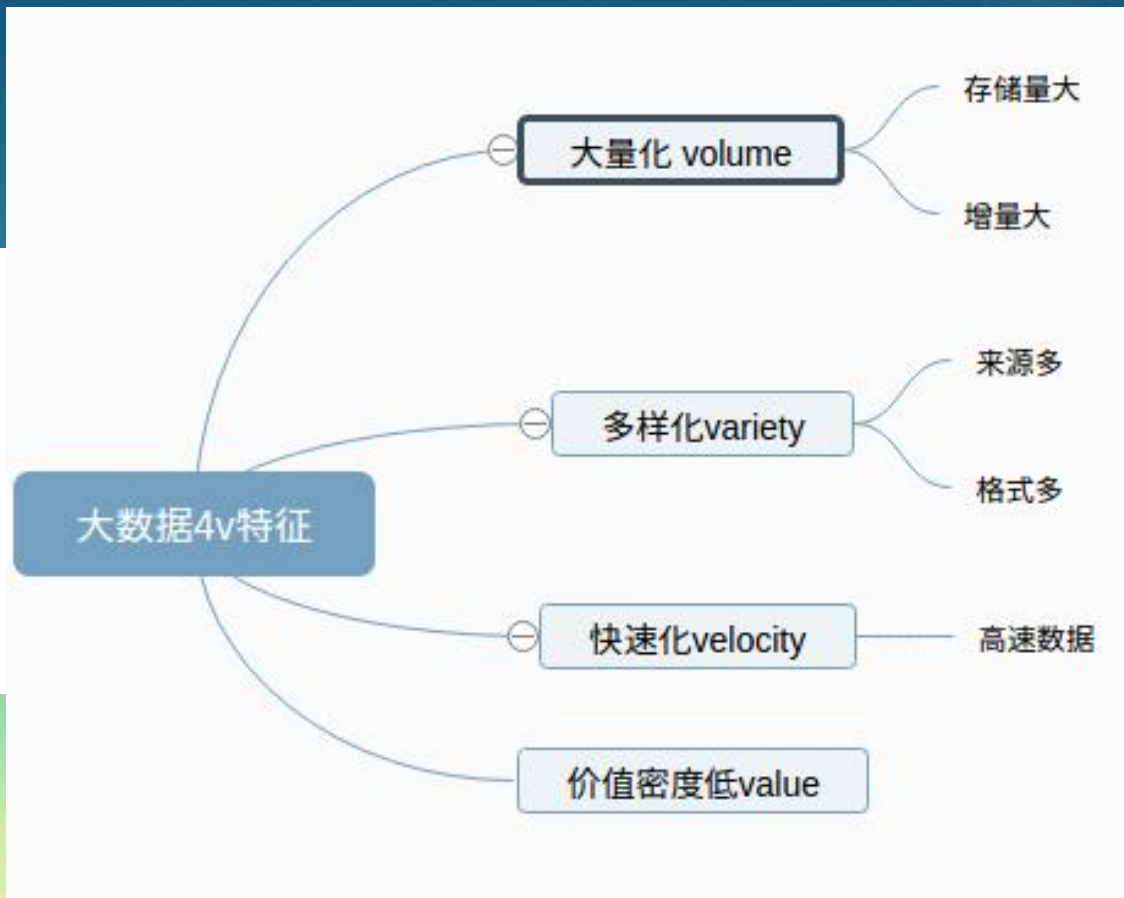 存储量大
大量化 volume
增量大
来源多
多样化variety
格式多
大数据4v特征
快速化velocity
高速数据
价值密度低value